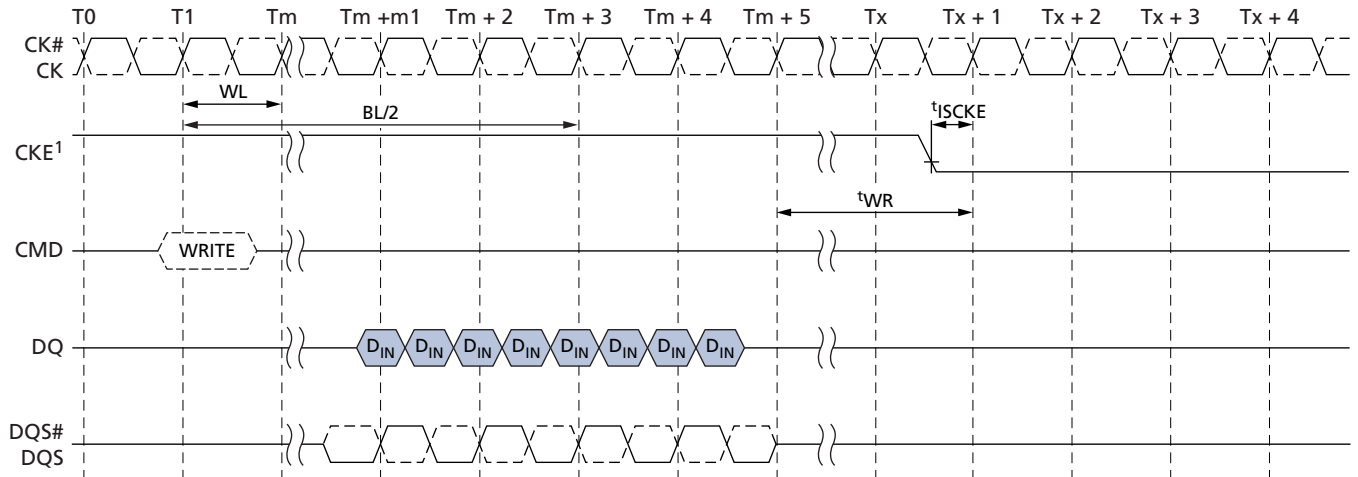 T0 T1 Tm Tm +m1 Tm + 2 Tm + 3 Tm + 4 Tm + 5 Tx Tx + 1 Tx + 2 Tx + 3 Tx + 4
CK#
CK
WL
BL/2
tISCKE
CKE1
tWR
CMD WRITE
DQ DIN DIN DIN DIN DIN DIN DIN DIN
DQS#
DQS